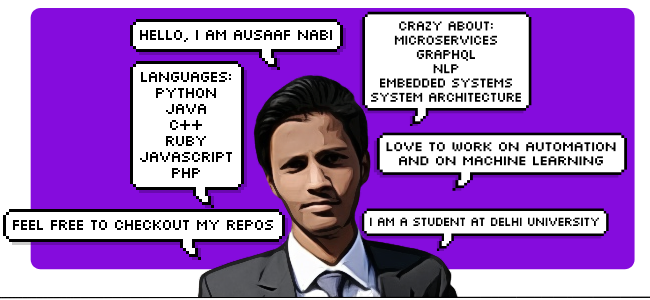 HELLO, I AM AUSAAF NABI
LANGUAGES:
PYTHON
JAVA
C++
RUBY
JAVASCRIPT
PHP
FEEL FREE TO CHECKOUT MY REPOS
CRAZY ABOUT:
MICROSERVICES
GRAPHQL
NLP
EMBEDDED SYSTEMS
SYSTEM ARCHITECTURE
LOVE TO WORK ON AUTOMATION
AND ON MACHINE LEARNING
I AM A STUDENT AT DELHI UNIVERSITY